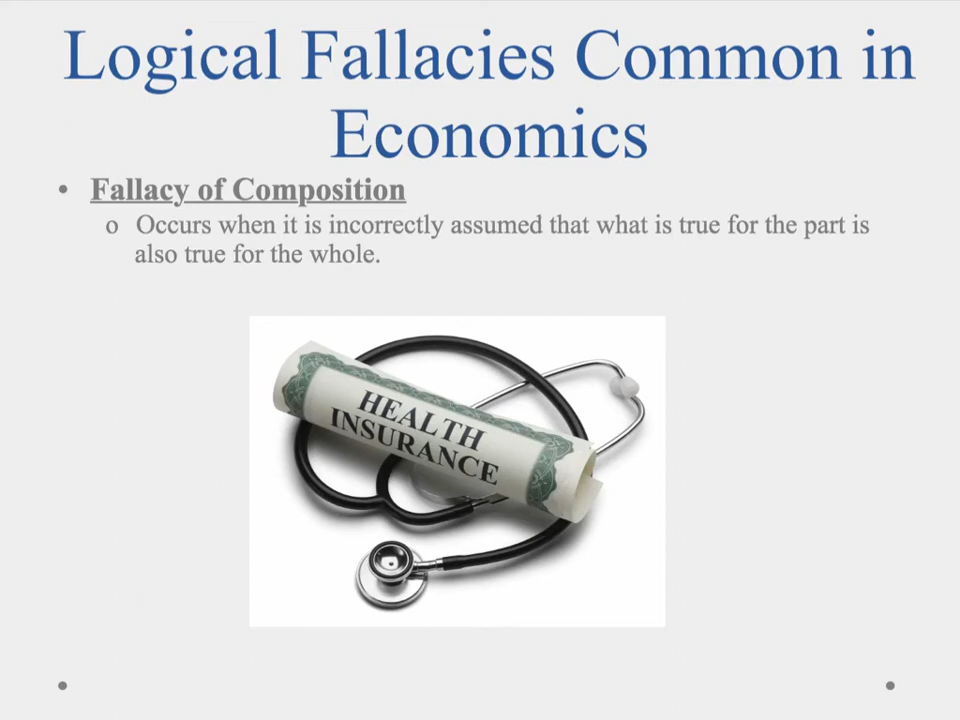 Logical Fallacies Common in
Economics
• Fallacy of Composition
o Occurs when it is incorrectly assumed that what is true for the part is
also true for the whole.
HEALTH
INSURANCE